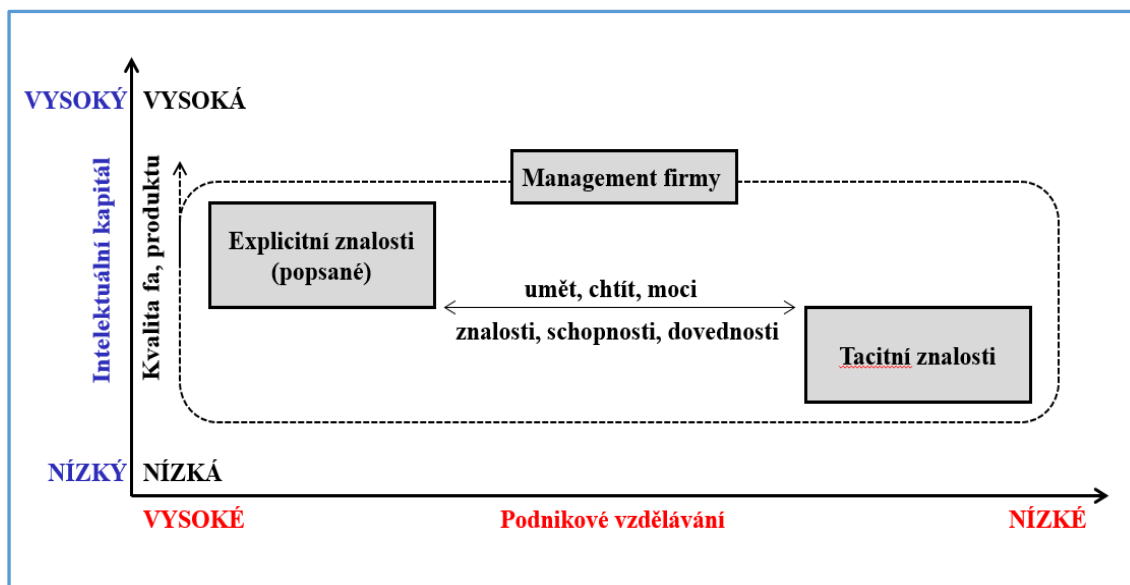 VYSOKÝ VYSOKÁ
Intelektuální kapitál
Kvalita fa, produktu
Management firmy
Explicitní znalosti
(popsané)
umět, chtít, moci
znalosti, schopnosti, dovednosti
Tacitní znalosti
NÍZKÝ NÍZKÁ
VYSOKÉ Podnikové vzdělávání NÍZKÉ